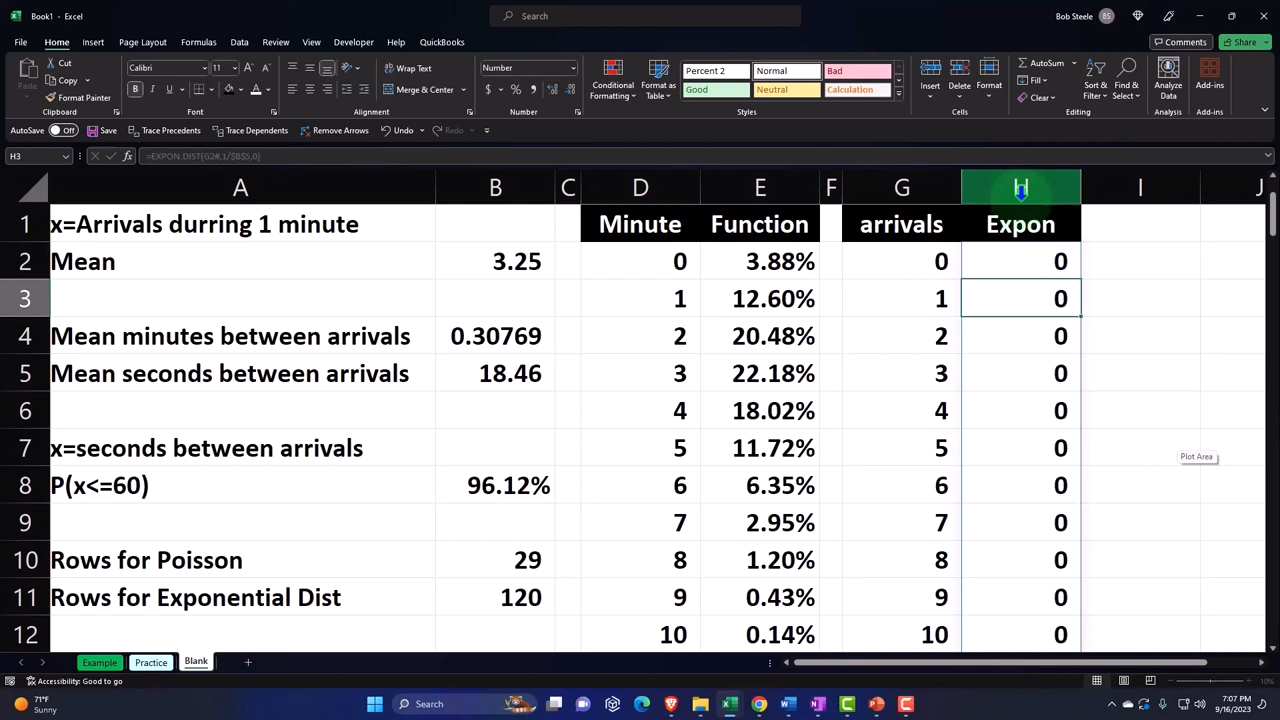 Book1 - Excel
Search
Bob Steele BS
File Home Insert Page Layout Formulas Data Review View Developer Help QuickBooks
Comments Share
Cut
Copy
Format Painter
Paste
Clipboard
Calibri 11
Font
Wrap Text
Merge & Center
Alignment
Number
Number
Conditional Formatting
Format as Table
Percent 2 Normal Bad
Good Neutral Calculation
Styles
Insert Delete Format
Cells
AutoSum
Fill
Clear
Sort & Filter
Find & Select
Editing
Analyze Data
Analysis
Add-ins
Add-ins
AutoSave Off Save Trace Precedents Trace Dependents Remove Arrows Undo Redo
H3 =EXPON.DIST(G2#,1/$B$5,0)
A B C D E F G H I J
1 x=Arrivals durring 1 minute Minute Function arrivals Expon
2 Mean 3.25 0 3.88% 0 0
3 1 12.60% 1 0
4 Mean minutes between arrivals 0.30769 2 20.48% 2 0
5 Mean seconds between arrivals 18.46 3 22.18% 3 0
6 4 18.02% 4 0
7 x=seconds between arrivals 5 11.72% 5 0
Plot Area
8 P(x<=60) 96.12% 6 6.35% 6 0
9 7 2.95% 7 0
10 Rows for Poisson 29 8 1.20% 8 0
11 Rows for Exponential Dist 120 9 0.43% 9 0
12 10 0.14% 10 0
Example Practice Blank
Accessibility: Good to go
10%
71°F
Sunny
Search
7:07 PM
9/16/2023